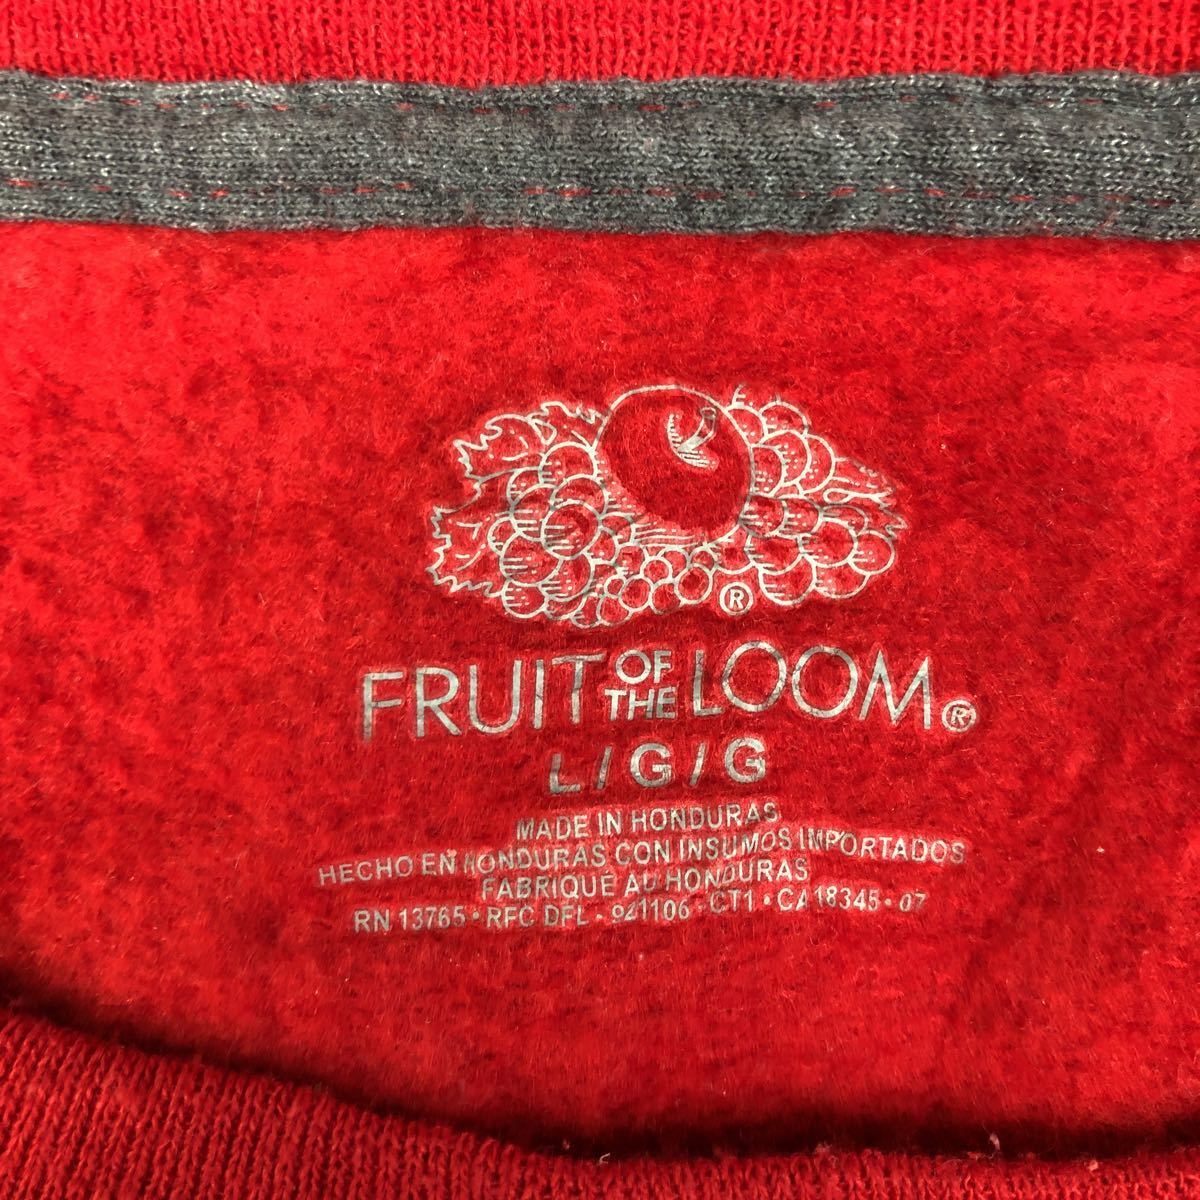 ®
FRUIT OF THE LOOM®
L/G/G
MADE IN HONDURAS
HECHO EN HONDURAS CON INSUMOS IMPORTADOS
FABRIQUE AU HONDURAS
RN 13765 • RFC DFL - 941106 - CT1 • CA 18345 • 07